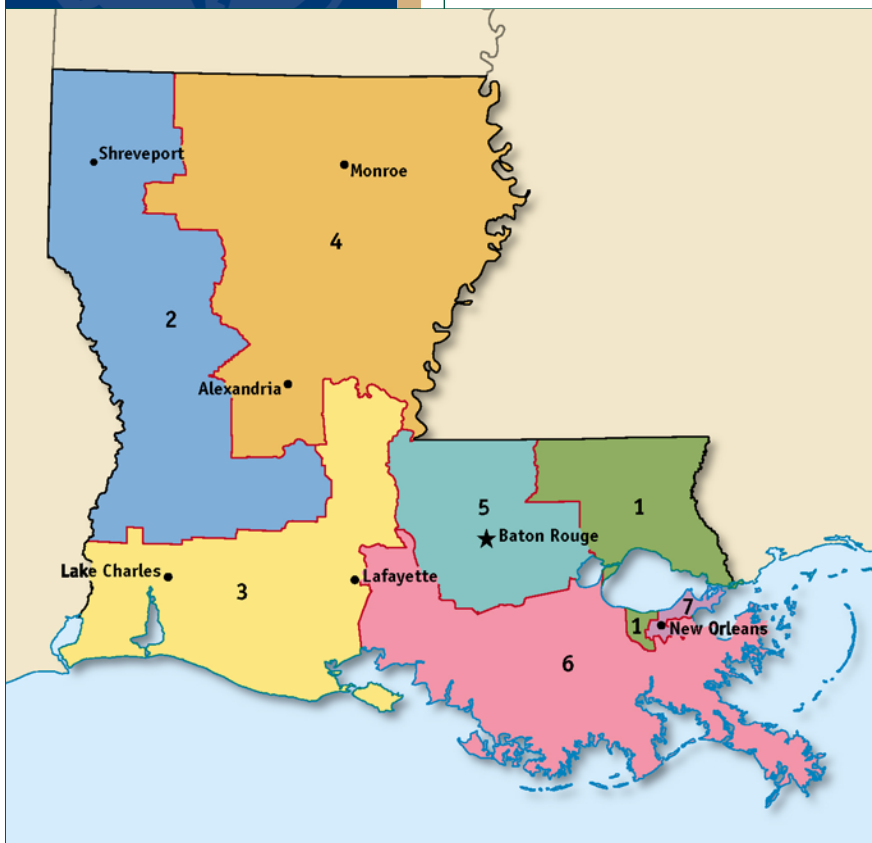 Shreveport
Monroe
4
2
Alexandria
5
1
Baton Rouge
Lake Charles
3
Lafayette
7
1
New Orleans
6